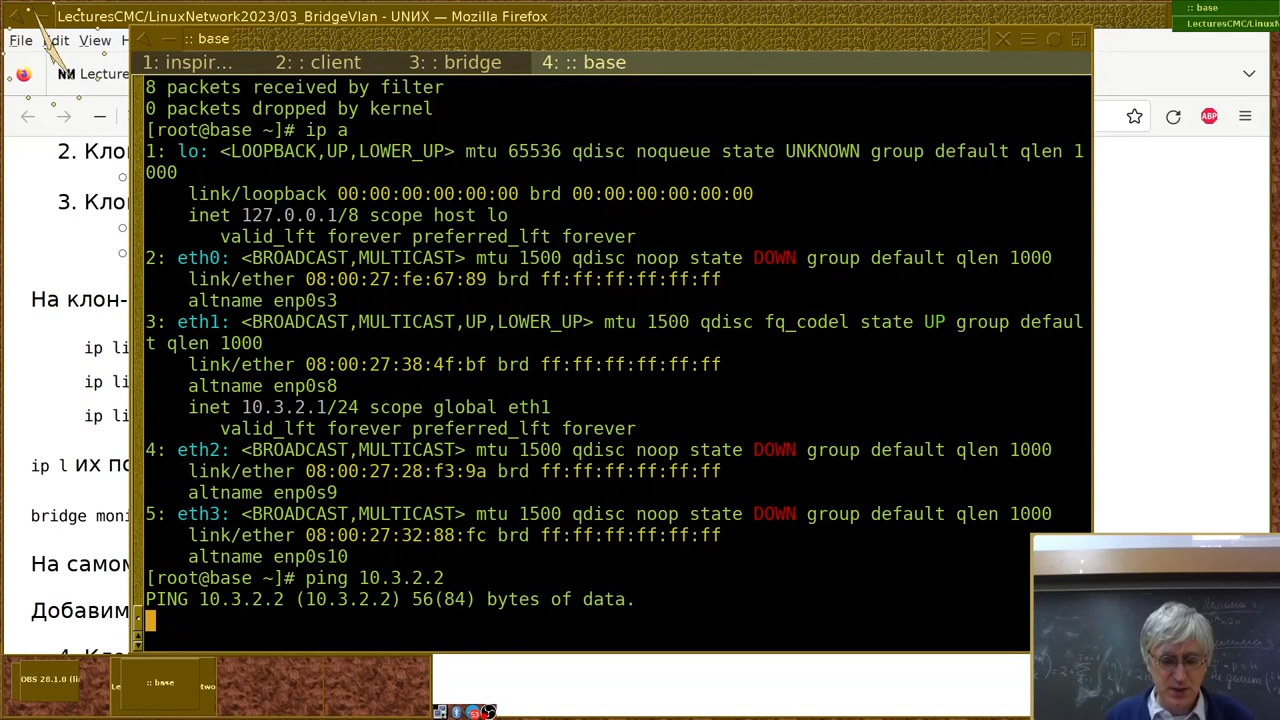 LecturesCMC/LinuxNetwork2023/03_BridgeVlan - UNИX — Mozilla Firefox
:: base
LecturesCMC/LinuxN
File Edit View H
:: base
Lecture
1: inspir... 2: : client 3: : bridge 4: :: base
ABP
8 packets received by filter
0 packets dropped by kernel
[root@base ~]# ip a
1: lo: <LOOPBACK,UP,LOWER_UP> mtu 65536 qdisc noqueue state UNKNOWN group default qlen 1
000
link/loopback 00:00:00:00:00:00 brd 00:00:00:00:00:00
inet 127.0.0.1/8 scope host lo
valid_lft forever preferred_lft forever
2: eth0: <BROADCAST,MULTICAST> mtu 1500 qdisc noop state DOWN group default qlen 1000
link/ether 08:00:27:fe:67:89 brd ff:ff:ff:ff:ff:ff
altname enp0s3
3: eth1: <BROADCAST,MULTICAST,UP,LOWER_UP> mtu 1500 qdisc fq_codel state UP group defaul
t qlen 1000
link/ether 08:00:27:38:4f:bf brd ff:ff:ff:ff:ff:ff
altname enp0s8
inet 10.3.2.1/24 scope global eth1
valid_lft forever preferred_lft forever
4: eth2: <BROADCAST,MULTICAST> mtu 1500 qdisc noop state DOWN group default qlen 1000
link/ether 08:00:27:28:f3:9a brd ff:ff:ff:ff:ff:ff
altname enp0s9
5: eth3: <BROADCAST,MULTICAST> mtu 1500 qdisc noop state DOWN group default qlen 1000
link/ether 08:00:27:32:88:fc brd ff:ff:ff:ff:ff:ff
altname enp0s10
[root@base ~]# ping 10.3.2.2
PING 10.3.2.2 (10.3.2.2) 56(84) bytes of data.
2. Кло
3. Кло
На клон-
ip li
ip li
ip li
ip l их по
bridge moni
На самом
Добавим
OBS 28.1.0 (li
:: base
53